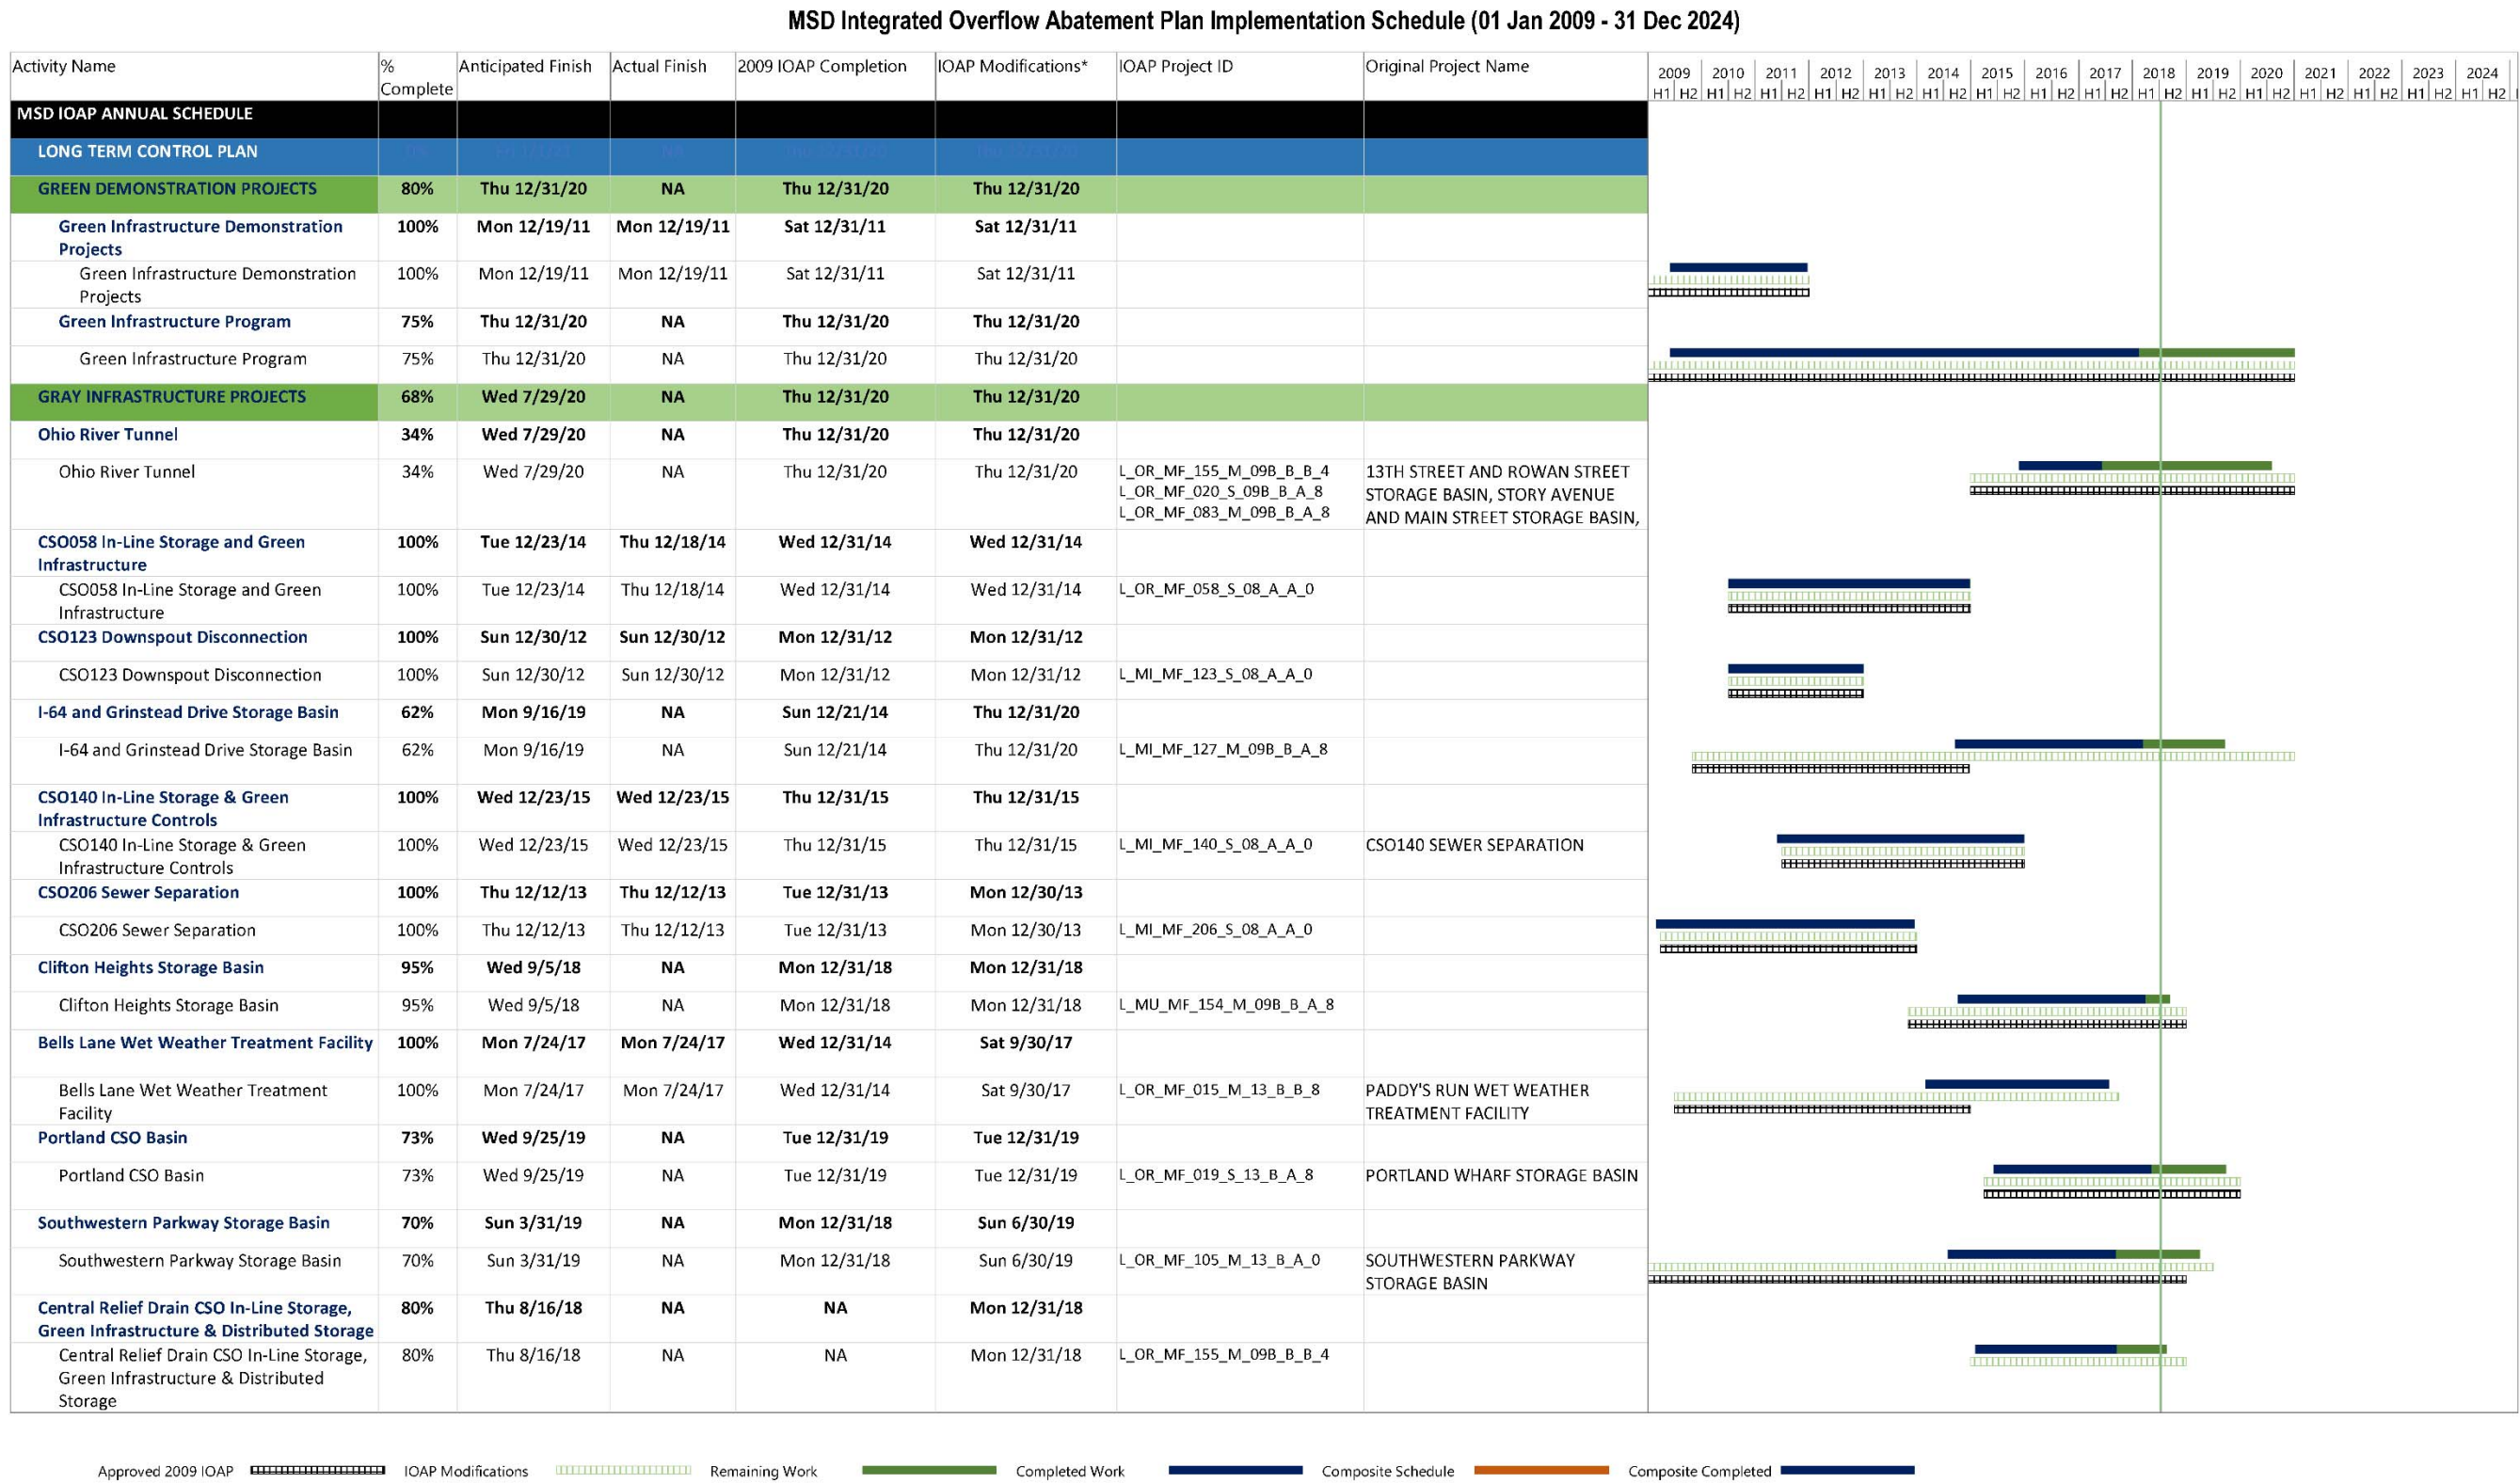 MSD Integrated Overflow Abatement Plan Implementation Schedule (01 Jan 2009 - 31 Dec 2024)
Activity Name % Complete Anticipated Finish Actual Finish 2009 IOAP Completion IOAP Modifications* IOAP Project ID Original Project Name
2009 2010 2011 2012 2013 2014 2015 2016 2017 2018 2019 2020 2021 2022 2023 2024
H1 H2 H1 H2 H1 H2 H1 H2 H1 H2 H1 H2 H1 H2 H1 H2 H1 H2 H1 H2 H1 H2 H1 H2 H1 H2 H1 H2 H1 H2 H1 H2
MSD IOAP ANNUAL SCHEDULE
LONG TERM CONTROL PLAN
GREEN DEMONSTRATION PROJECTS 80% Thu 12/31/20 NA Thu 12/31/20 Thu 12/31/20
Green Infrastructure Demonstration 100% Mon 12/19/11 Mon 12/19/11 Sat 12/31/11 Sat 12/31/11
Projects
Green Infrastructure Demonstration 100% Mon 12/19/11 Mon 12/19/11 Sat 12/31/11 Sat 12/31/11
Projects
Green Infrastructure Program 75% Thu 12/31/20 NA Thu 12/31/20 Thu 12/31/20
Green Infrastructure Program 75% Thu 12/31/20 NA Thu 12/31/20 Thu 12/31/20
GRAY INFRASTRUCTURE PROJECTS 68% Wed 7/29/20 NA Thu 12/31/20 Thu 12/31/20
Ohio River Tunnel 34% Wed 7/29/20 NA Thu 12/31/20 Thu 12/31/20
Ohio River Tunnel 34% Wed 7/29/20 NA Thu 12/31/20 Thu 12/31/20 L_OR_MF_155_M_09B_B_B_4 13TH STREET AND ROWAN STREET
L_OR_MF_020_S_09B_B_A_8 STORAGE BASIN, STORY AVENUE
L_OR_MF_083_M_09B_B_A_8 AND MAIN STREET STORAGE BASIN,
CSO058 In-Line Storage and Green 100% Tue 12/23/14 Thu 12/18/14 Wed 12/31/14 Wed 12/31/14
Infrastructure
CSO058 In-Line Storage and Green 100% Tue 12/23/14 Thu 12/18/14 Wed 12/31/14 Wed 12/31/14 L_OR_MF_058_S_08_A_A_0
Infrastructure
CSO123 Downspout Disconnection 100% Sun 12/30/12 Sun 12/30/12 Mon 12/31/12 Mon 12/31/12
CSO123 Downspout Disconnection 100% Sun 12/30/12 Sun 12/30/12 Mon 12/31/12 Mon 12/31/12 L_MI_MF_123_S_08_A_A_0
I-64 and Grinstead Drive Storage Basin 62% Mon 9/16/19 NA Sun 12/21/14 Thu 12/31/20
I-64 and Grinstead Drive Storage Basin 62% Mon 9/16/19 NA Sun 12/21/14 Thu 12/31/20 L_MI_MF_127_M_09B_B_A_8
CSO140 In-Line Storage & Green 100% Wed 12/23/15 Wed 12/23/15 Thu 12/31/15 Thu 12/31/15
Infrastructure Controls
CSO140 In-Line Storage & Green 100% Wed 12/23/15 Wed 12/23/15 Thu 12/31/15 Thu 12/31/15 L_MI_MF_140_S_08_A_A_0 CSO140 SEWER SEPARATION
Infrastructure Controls
CSO206 Sewer Separation 100% Thu 12/12/13 Thu 12/12/13 Tue 12/31/13 Mon 12/30/13
CSO206 Sewer Separation 100% Thu 12/12/13 Thu 12/12/13 Tue 12/31/13 Mon 12/30/13 L_MI_MF_206_S_08_A_A_0
Clifton Heights Storage Basin 95% Wed 9/5/18 NA Mon 12/31/18 Mon 12/31/18
Clifton Heights Storage Basin 95% Wed 9/5/18 NA Mon 12/31/18 Mon 12/31/18 L_MU_MF_154_M_09B_B_A_8
Bells Lane Wet Weather Treatment Facility 100% Mon 7/24/17 Mon 7/24/17 Wed 12/31/14 Sat 9/30/17
Bells Lane Wet Weather Treatment 100% Mon 7/24/17 Mon 7/24/17 Wed 12/31/14 Sat 9/30/17 L_OR_MF_015_M_13_B_B_8 PADDY'S RUN WET WEATHER
Facility TREATMENT FACILITY
Portland CSO Basin 73% Wed 9/25/19 NA Tue 12/31/19 Tue 12/31/19
Portland CSO Basin 73% Wed 9/25/19 NA Tue 12/31/19 Tue 12/31/19 L_OR_MF_019_S_13_B_A_8 PORTLAND WHARF STORAGE BASIN
Southwestern Parkway Storage Basin 70% Sun 3/31/19 NA Mon 12/31/18 Sun 6/30/19
Southwestern Parkway Storage Basin 70% Sun 3/31/19 NA Mon 12/31/18 Sun 6/30/19 L_OR_MF_105_M_13_B_A_0 SOUTHWESTERN PARKWAY
STORAGE BASIN
Central Relief Drain CSO In-Line Storage, 80% Thu 8/16/18 NA NA Mon 12/31/18
Green Infrastructure & Distributed Storage
Central Relief Drain CSO In-Line Storage, 80% Thu 8/16/18 NA NA Mon 12/31/18 L_OR_MF_155_M_09B_B_B_4
Green Infrastructure & Distributed
Storage
Approved 2009 IOAP IOAP Modifications Remaining Work Completed Work Composite Schedule Composite Completed